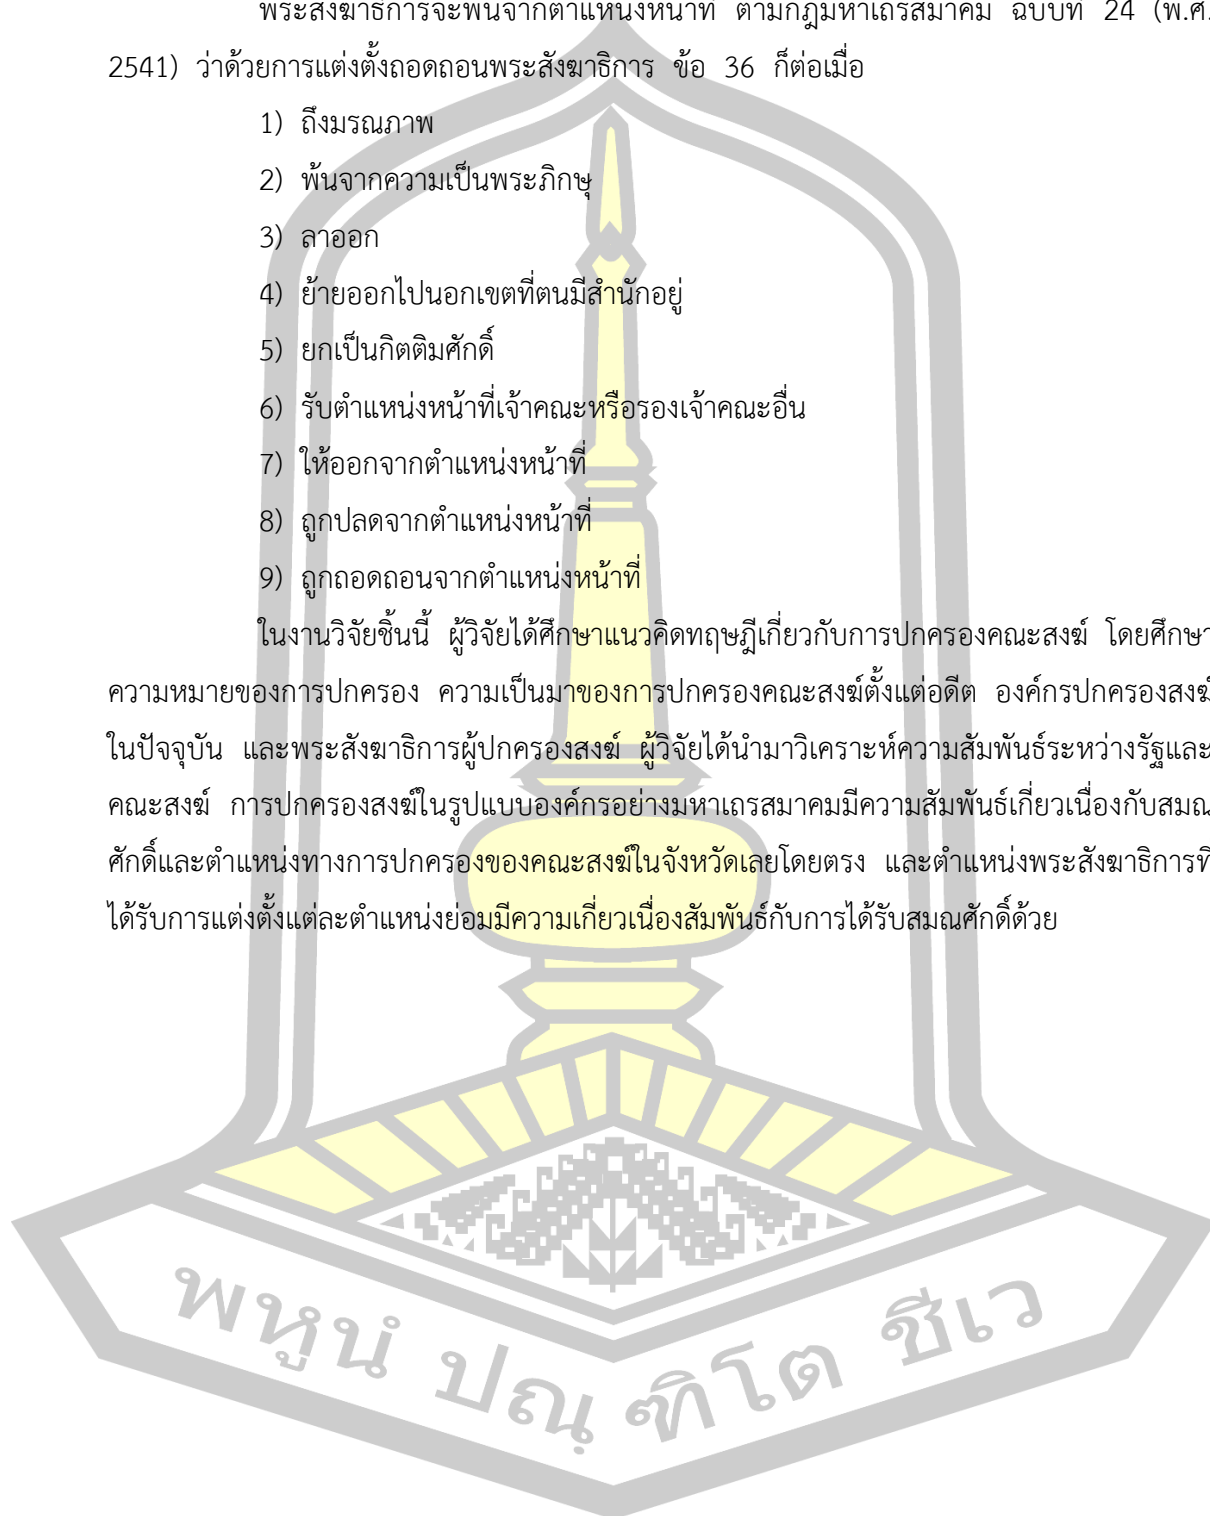 พระสังฆาธิการจะพ้นจากตำแหน่งหน้าที่ ตามกฎมหาเถรสมาคม ฉบับที่ 24 (พ.ศ.
2541) ว่าด้วยการแต่งตั้งถอดถอนพระสังฆาธิการ ข้อ 36 ก็ต่อเมื่อ
1) ถึงมรณภาพ
2) พ้นจากความเป็นพระภิกษุ
3) ลาออก
4) ย้ายออกไปนอกเขตที่ตนมีสำนักอยู่
5) ยกเป็นกิตติมศักดิ์
6) รับตำแหน่งหน้าที่เจ้าคณะหรือรองเจ้าคณะอื่น
7) ให้ออกจากตำแหน่งหน้าที่
8) ถูกปลดจากตำแหน่งหน้าที่
9) ถูกถอดถอนจากตำแหน่งหน้าที่
ในงานวิจัยชิ้นนี้ ผู้วิจัยได้ศึกษาแนวคิดทฤษฎีเกี่ยวกับการปกครองคณะสงฆ์ โดยศึกษา
ความหมายของการปกครอง ความเป็นมาของการปกครองคณะสงฆ์ตั้งแต่อดีต องค์กรปกครองสงฆ์
ในปัจจุบัน และพระสังฆาธิการผู้ปกครองสงฆ์ ผู้วิจัยได้นำมาวิเคราะห์ความสัมพันธ์ระหว่างรัฐและ
คณะสงฆ์ การปกครองสงฆ์ในรูปแบบองค์กรอย่างมหาเถรสมาคมมีความสัมพันธ์เกี่ยวเนื่องกับสมณ
ศักดิ์และตำแหน่งทางการปกครองของคณะสงฆ์ในจังหวัดเลยโดยตรง และตำแหน่งพระสังฆาธิการที่
ได้รับการแต่งตั้งแต่ละตำแหน่งย่อมมีความเกี่ยวเนื่องสัมพันธ์กับการได้รับสมณศักดิ์ด้วย
พหูนํ ปณฺฑิโต ชีเว